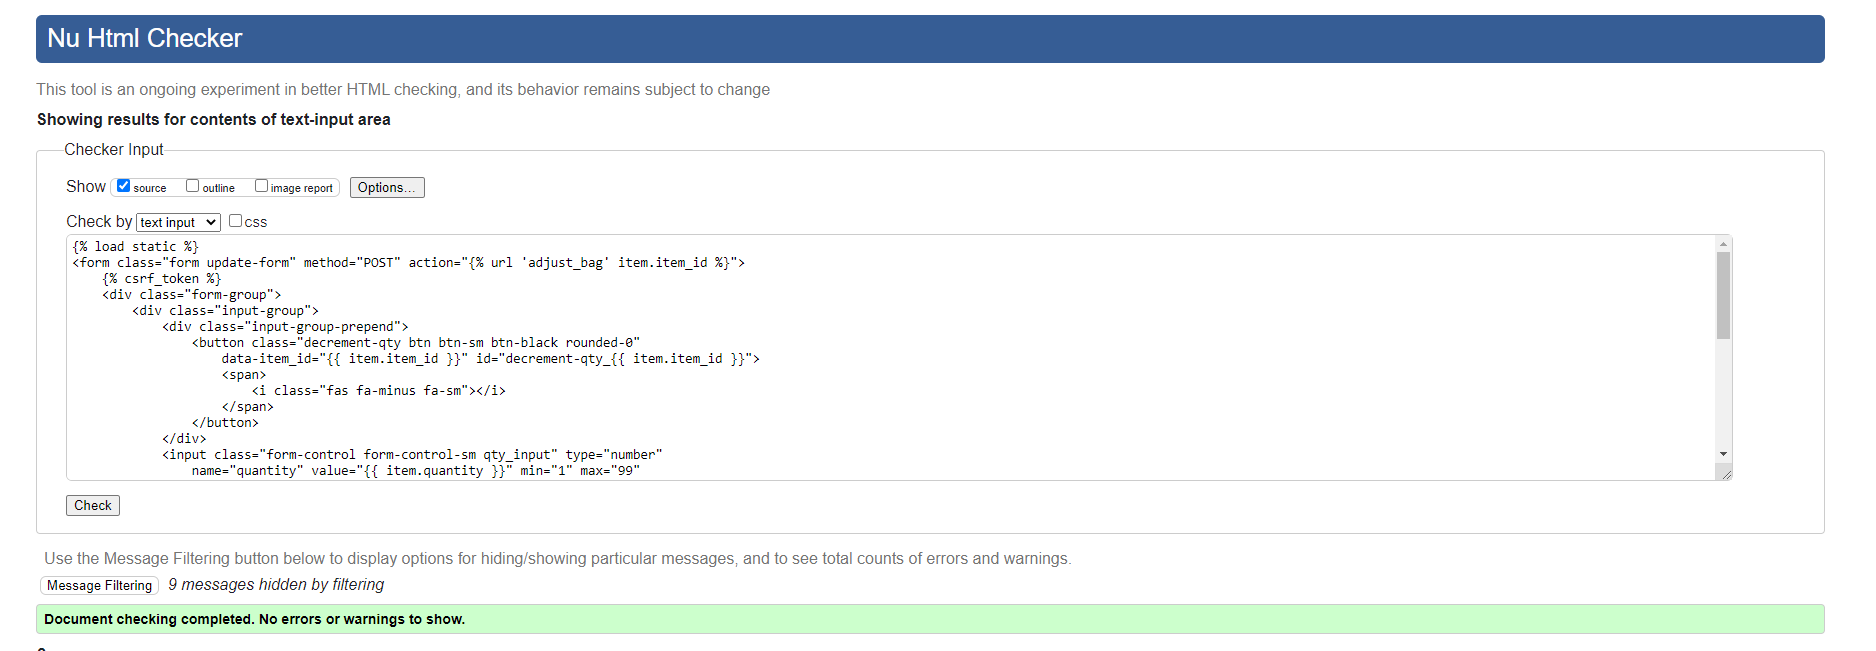 Nu Html Checker
This tool is an ongoing experiment in better HTML checking, and its behavior remains subject to change
Showing results for contents of text-input area
Checker Input
Show source outline image report Options...
Check by text input css
{% load static %}
<form class="form update-form" method="POST" action="{% url 'adjust_bag' item.item_id %}">
    {% csrf_token %}
    <div class="form-group">
        <div class="input-group">
            <div class="input-group-prepend">
                <button class="decrement-qty btn btn-sm btn-black rounded-0"
                    data-item_id="{{ item.item_id }}" id="decrement-qty_{{ item.item_id }}">
                    <span>
                        <i class="fas fa-minus fa-sm"></i>
                    </span>
                </button>
            </div>
            <input class="form-control form-control-sm qty_input" type="number"
                name="quantity" value="{{ item.quantity }}" min="1" max="99"
Check
Use the Message Filtering button below to display options for hiding/showing particular messages, and to see total counts of errors and warnings.
Message Filtering 9 messages hidden by filtering
Document checking completed. No errors or warnings to show.